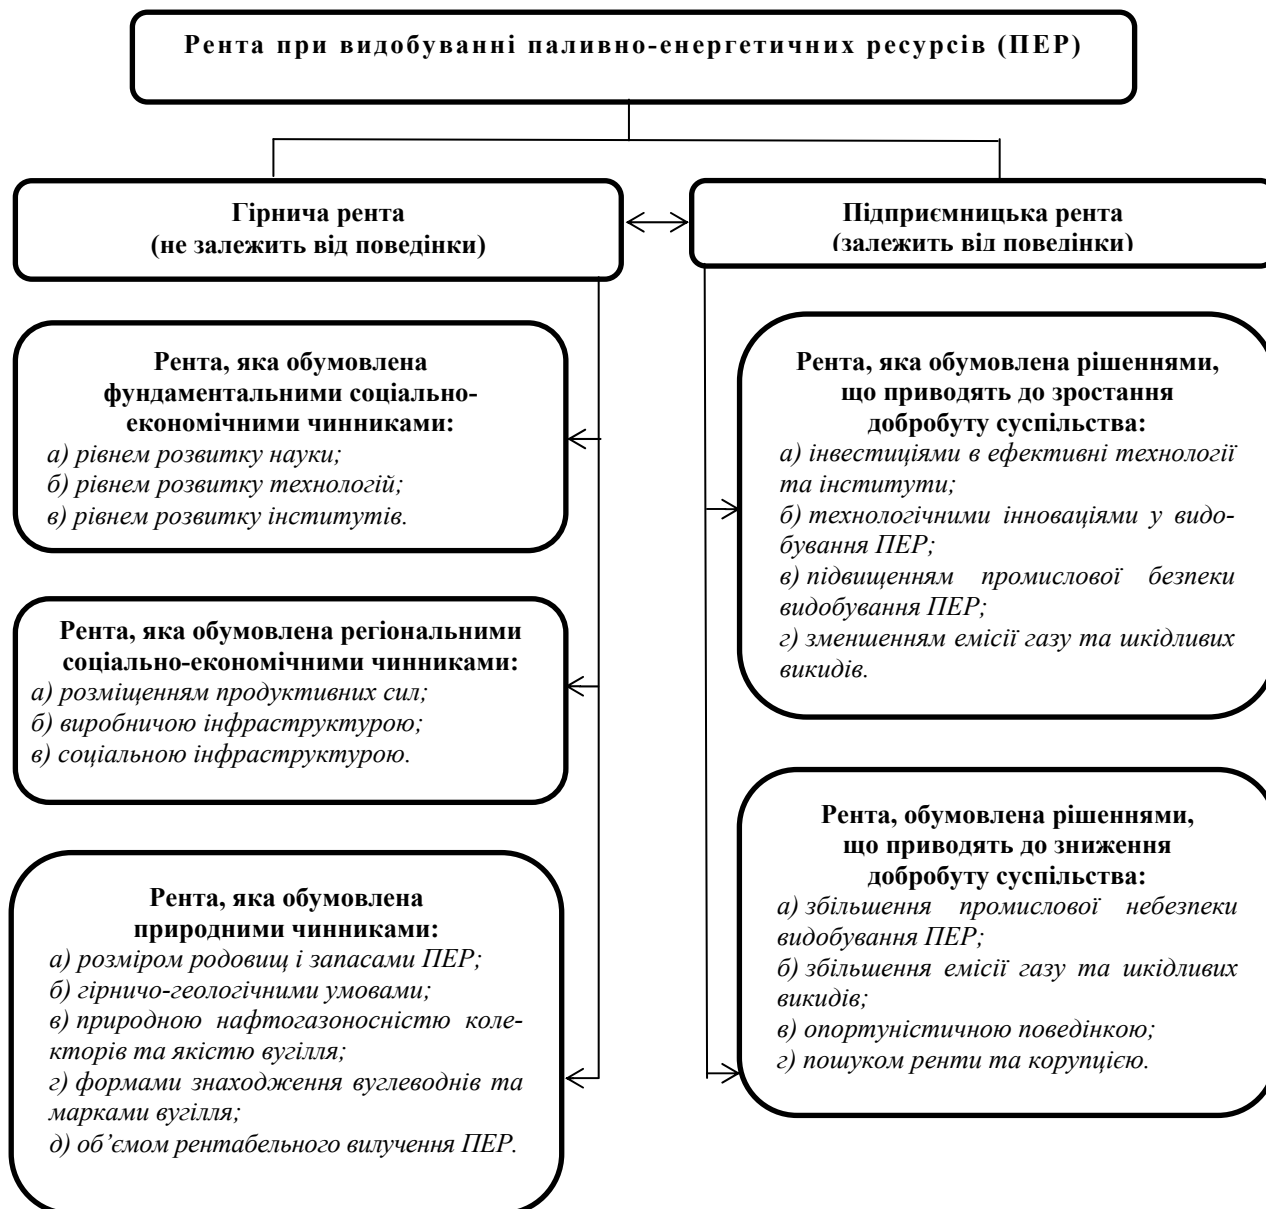 Рента при видобуванні паливно-енергетичних ресурсів (ПЕР)
Гірнича рента
(не залежить від поведінки)
Підприємницька рента
(залежить від поведінки)
Рента, яка обумовлена
фундаментальними соціально-
економічними чинниками:
а) рівнем розвитку науки;
б) рівнем розвитку технологій;
в) рівнем розвитку інститутів.
Рента, яка обумовлена регіональними
соціально-економічними чинниками:
а) розміщенням продуктивних сил;
б) виробничою інфраструктурою;
в) соціальною інфраструктурою.
Рента, яка обумовлена
природними чинниками:
а) розміром родовищ і запасами ПЕР;
б) гірничо-геологічними умовами;
в) природною нафтогазоносністю коле-
кторів та якістю вугілля;
г) формами знаходження вуглеводнів та
марками вугілля;
д) об’ємом рентабельного вилучення ПЕР.
Рента, яка обумовлена рішеннями,
що приводять до зростання
добробуту суспільства:
а) інвестиціями в ефективні технології
та інститути;
б) технологічними інноваціями у видо-
бування ПЕР;
в) підвищенням промислової безпеки
видобування ПЕР;
г) зменшенням емісії газу та шкідливих
викидів.
Рента, обумовлена рішеннями,
що приводять до зниження
добробуту суспільства:
а) збільшення промислової небезпеки
видобування ПЕР;
б) збільшення емісії газу та шкідливих
викидів;
в) опортуністичною поведінкою;
г) пошуком ренти та корупцією.